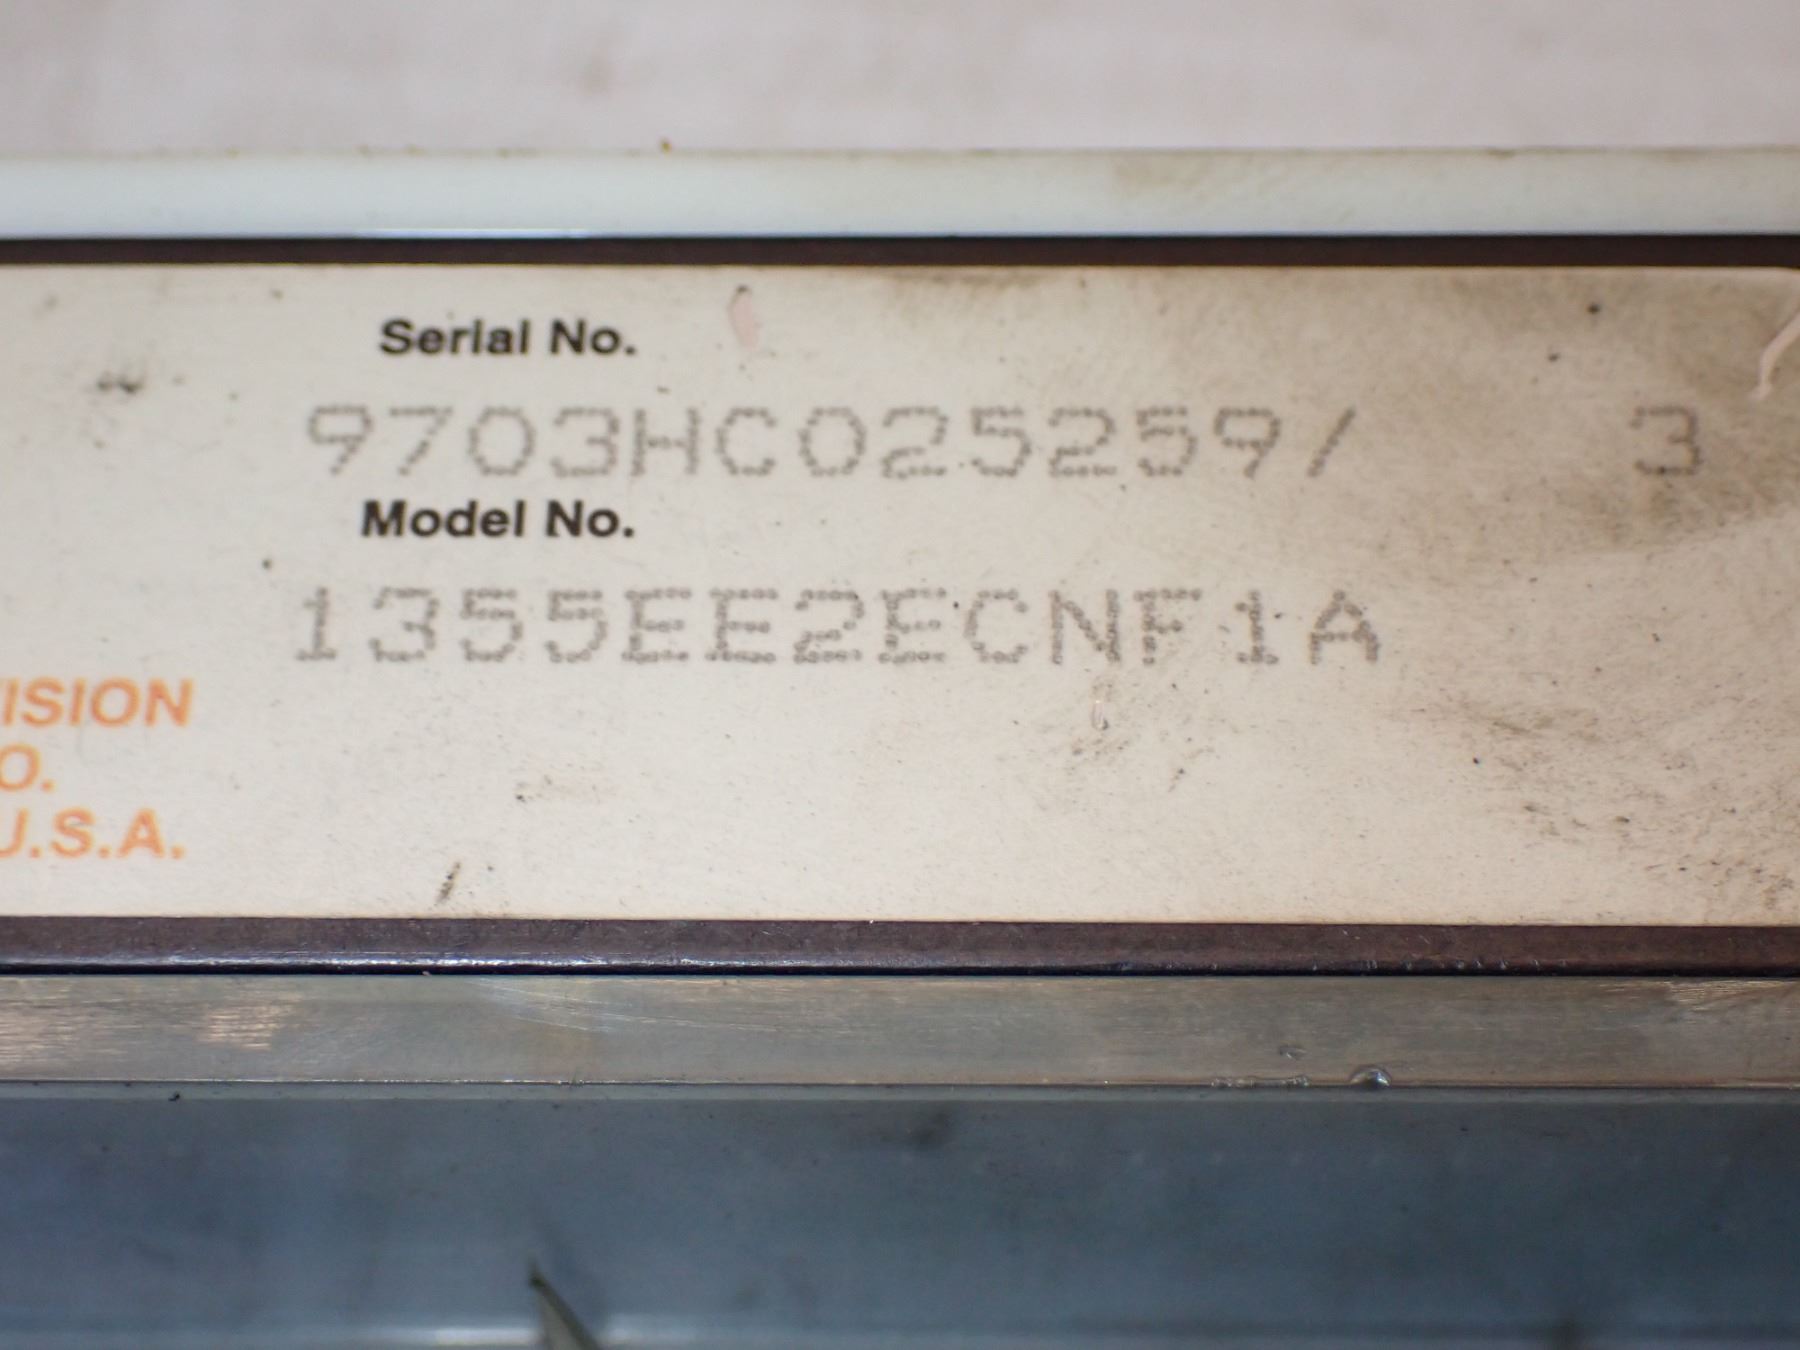 Serial No.
9703HC025259/ 3
Model No.
1355EE2ECNF1A
ISION
O.
U.S.A.